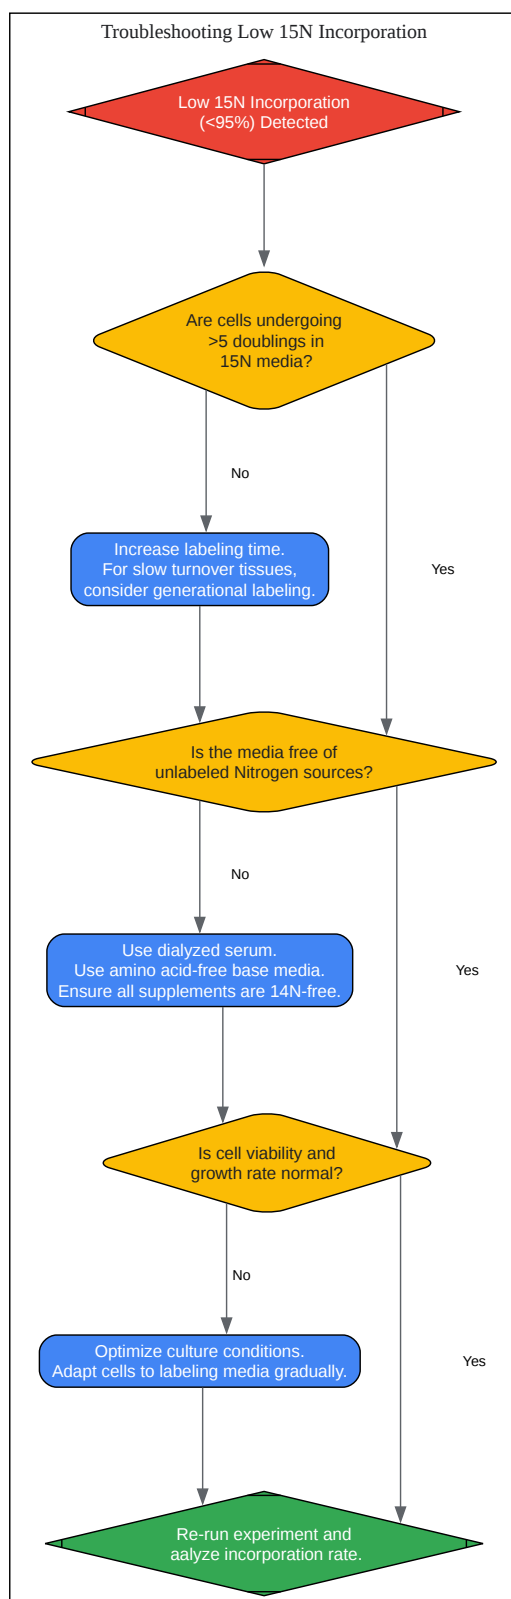 Troubleshooting Low 15N Incorporation
Low 15N Incorporation
(<95%) Detected
Are cells undergoing
>5 doublings in
15N media?
No
Increase labeling time.
For slow turnover tissues,
consider generational labeling.
Yes
Is the media free of
unlabeled Nitrogen sources?
No
Use dialyzed serum.
Use amino acid-free base media.
Ensure all supplements are 14N-free.
Yes
Is cell viability and
growth rate normal?
No
Optimize culture conditions.
Adapt cells to labeling media gradually.
Yes
Re-run experiment and
aalyze incorporation rate.